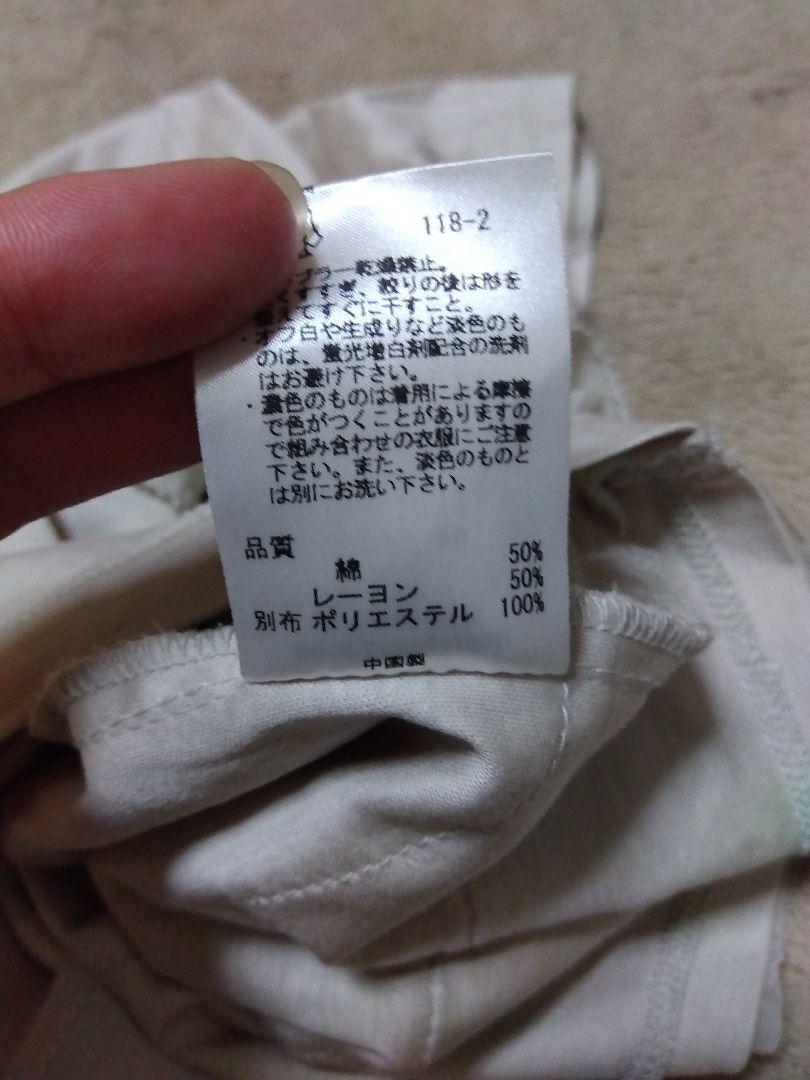 118-2
ブラー乾燥禁止。
すすぎ、絞りの後は形を
えてすぐに干すこと。
・オフ白や生成りなど淡色のも
のは、蛍光増白剤配合の洗剤
はお避け下さい。
・濃色のものは着用による摩擦
で色がつくことがありますの
で組み合わせの衣服にご注意
下さい。また、淡色のものと
は別にお洗い下さい。
品質
綿 50%
レーヨン 50%
別布 ポリエステル 100%
中国製